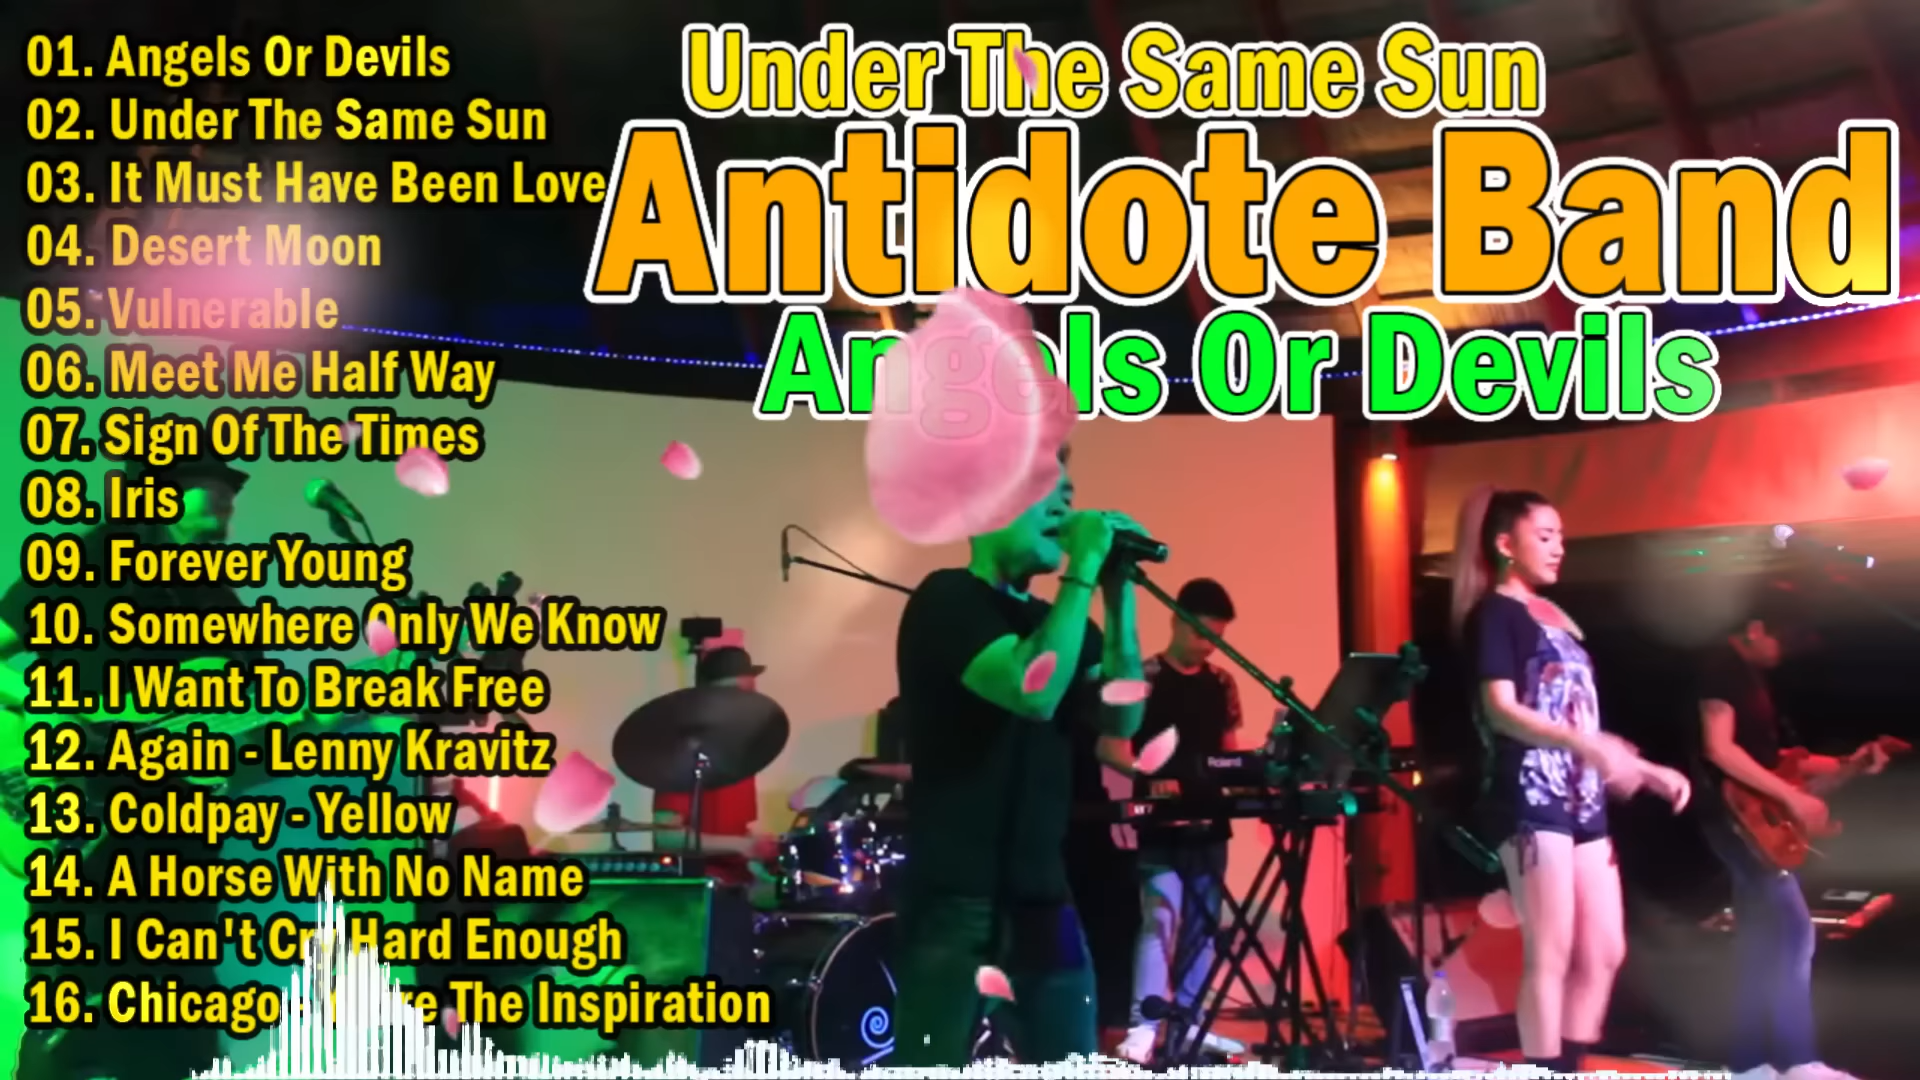 01. Angels Or Devils
02. Under The Same Sun
03. It Must Have Been Love
04. Desert Moon
05. Vulnerable
06. Meet Me Half Way
07. Sign Of The Times
08. Iris
09. Forever Young
10. Somewhere Only We Know
11. I Want To Break Free
12. Again - Lenny Kravitz
13. Coldpay - Yellow
14. A Horse With No Name
15. I Can't Cry Hard Enough
16. Chicago - The Inspiration
Under The Same Sun
Antidote Band
Angels Or Devils
Roland